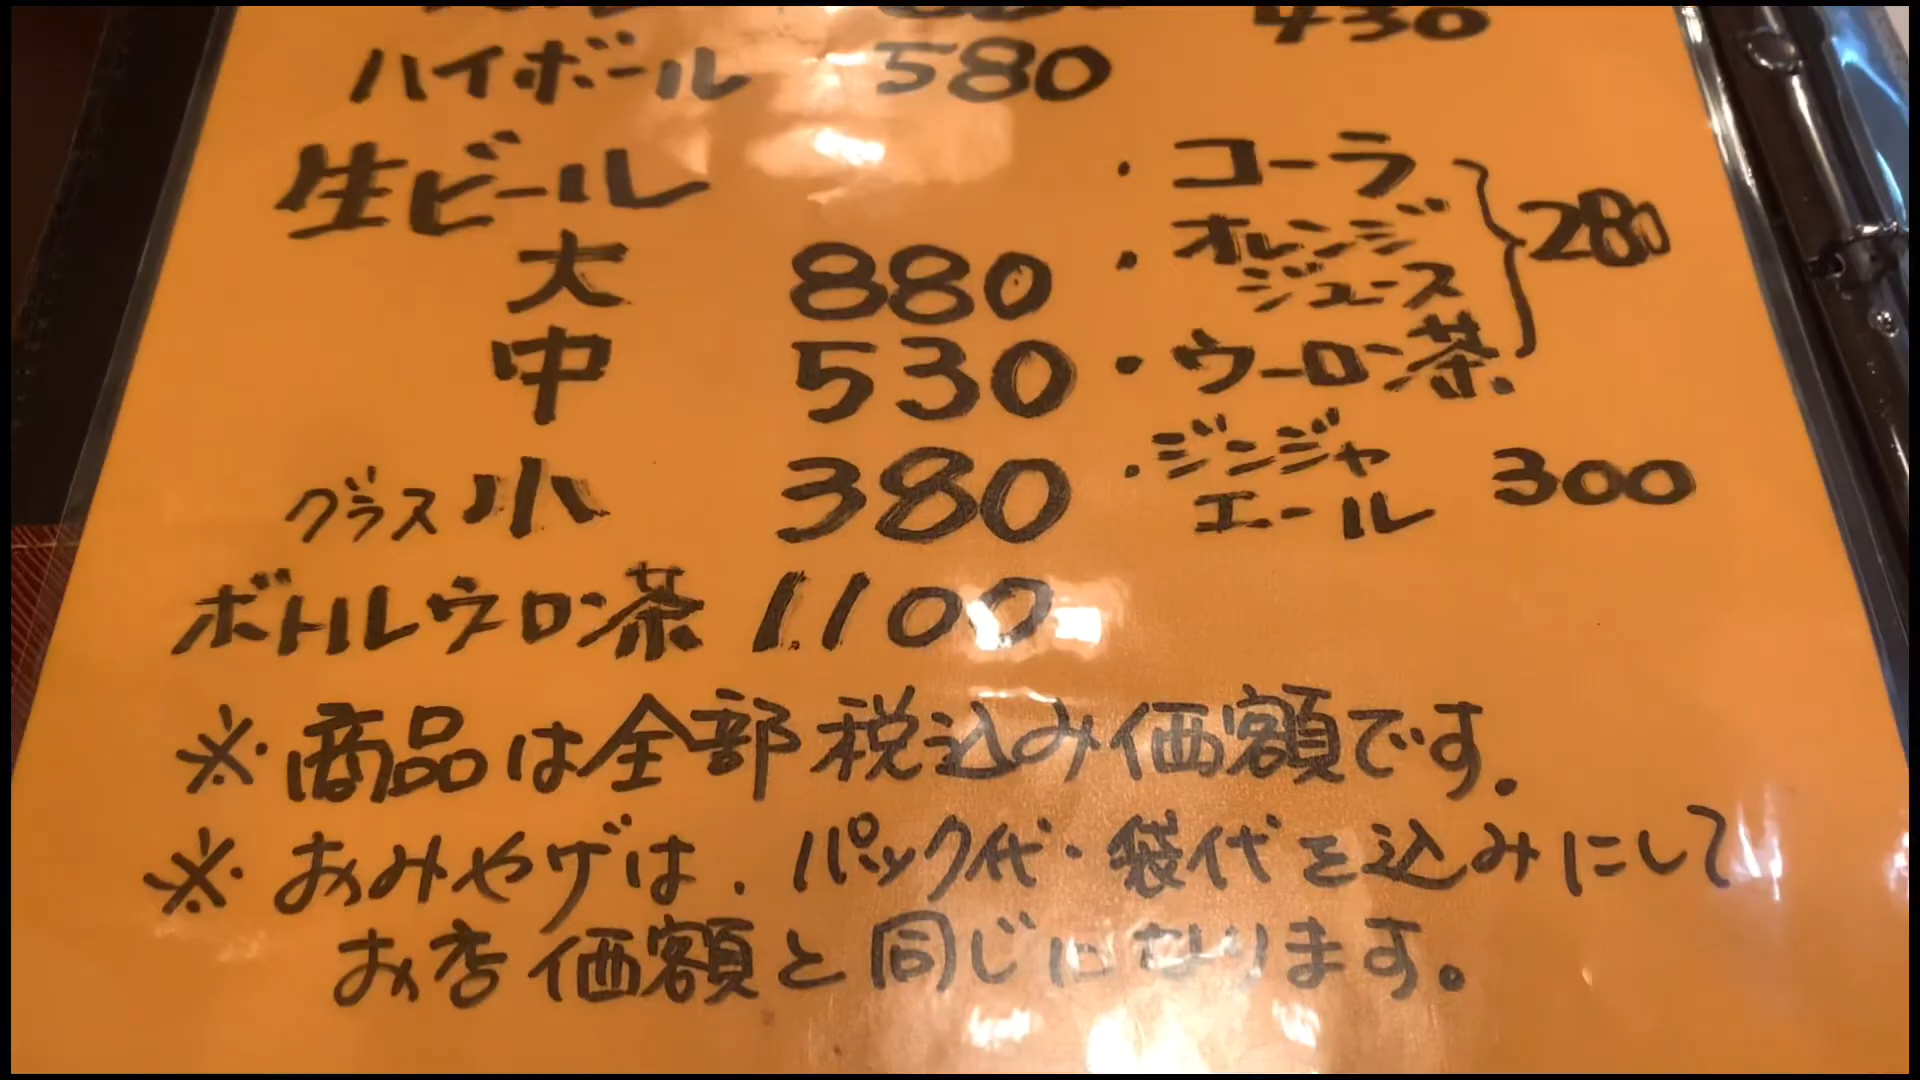 430
ハイボール 580
生ビール
大 880
中 530
グラス小 380
ボトルウロン茶 1.100
・コーラ
・オレンジ
ジュース
・ウーロン茶
280
・ジンジャ
エール 300
※商品は全部税込み価額です.
※おみやげは.パック代・袋代を込みにして
お店価額と同じになります。